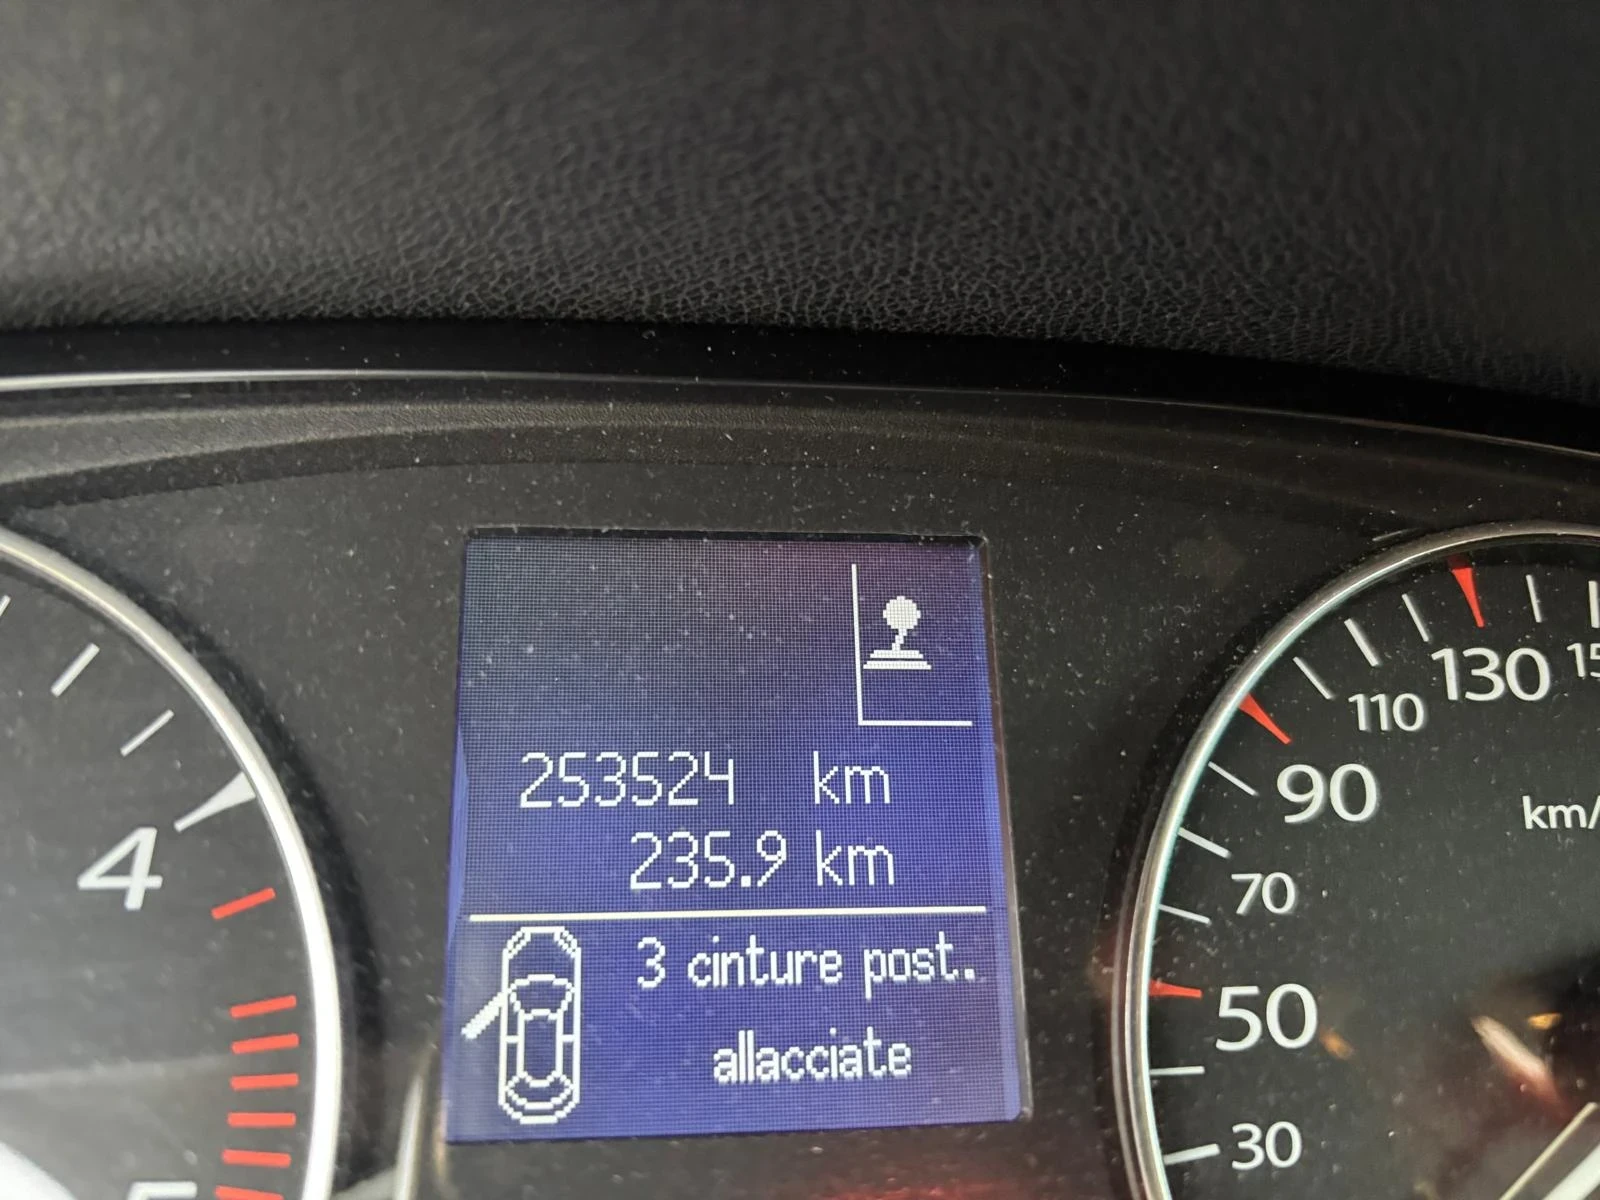 253524 km
235.9 km
3 cinture post.
allacciate
4
130
110
90
km/
70
50
30